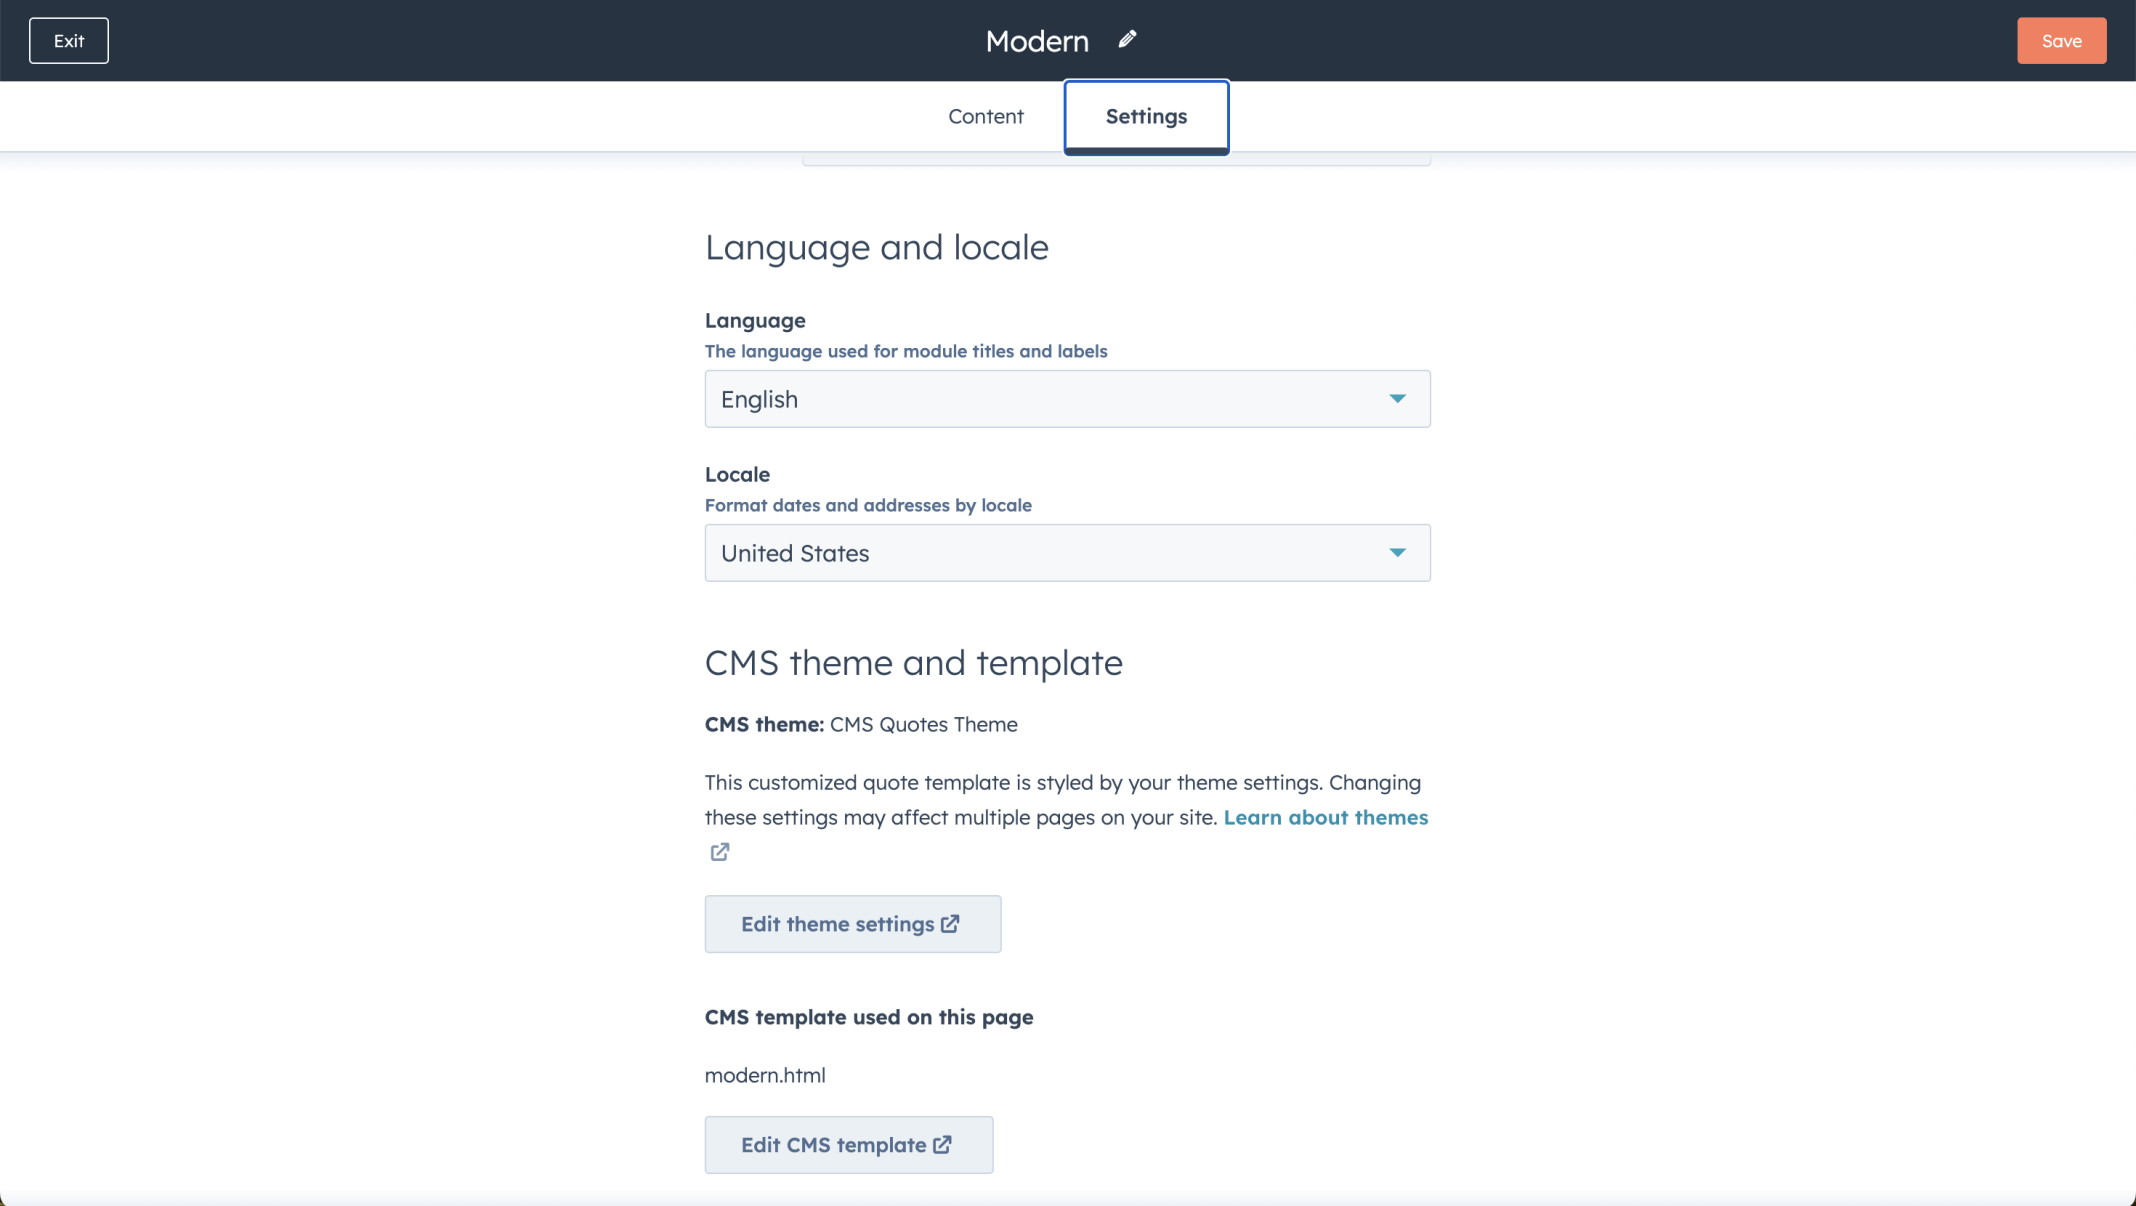 Exit
Modern
Save
Content
Settings
Language and locale
Language
The language used for module titles and labels
English
Locale
Format dates and addresses by locale
United States
CMS theme and template
CMS theme: CMS Quotes Theme
This customized quote template is styled by your theme settings. Changing
these settings may affect multiple pages on your site. Learn about themes
Edit theme settings
CMS template used on this page
modern.html
Edit CMS template